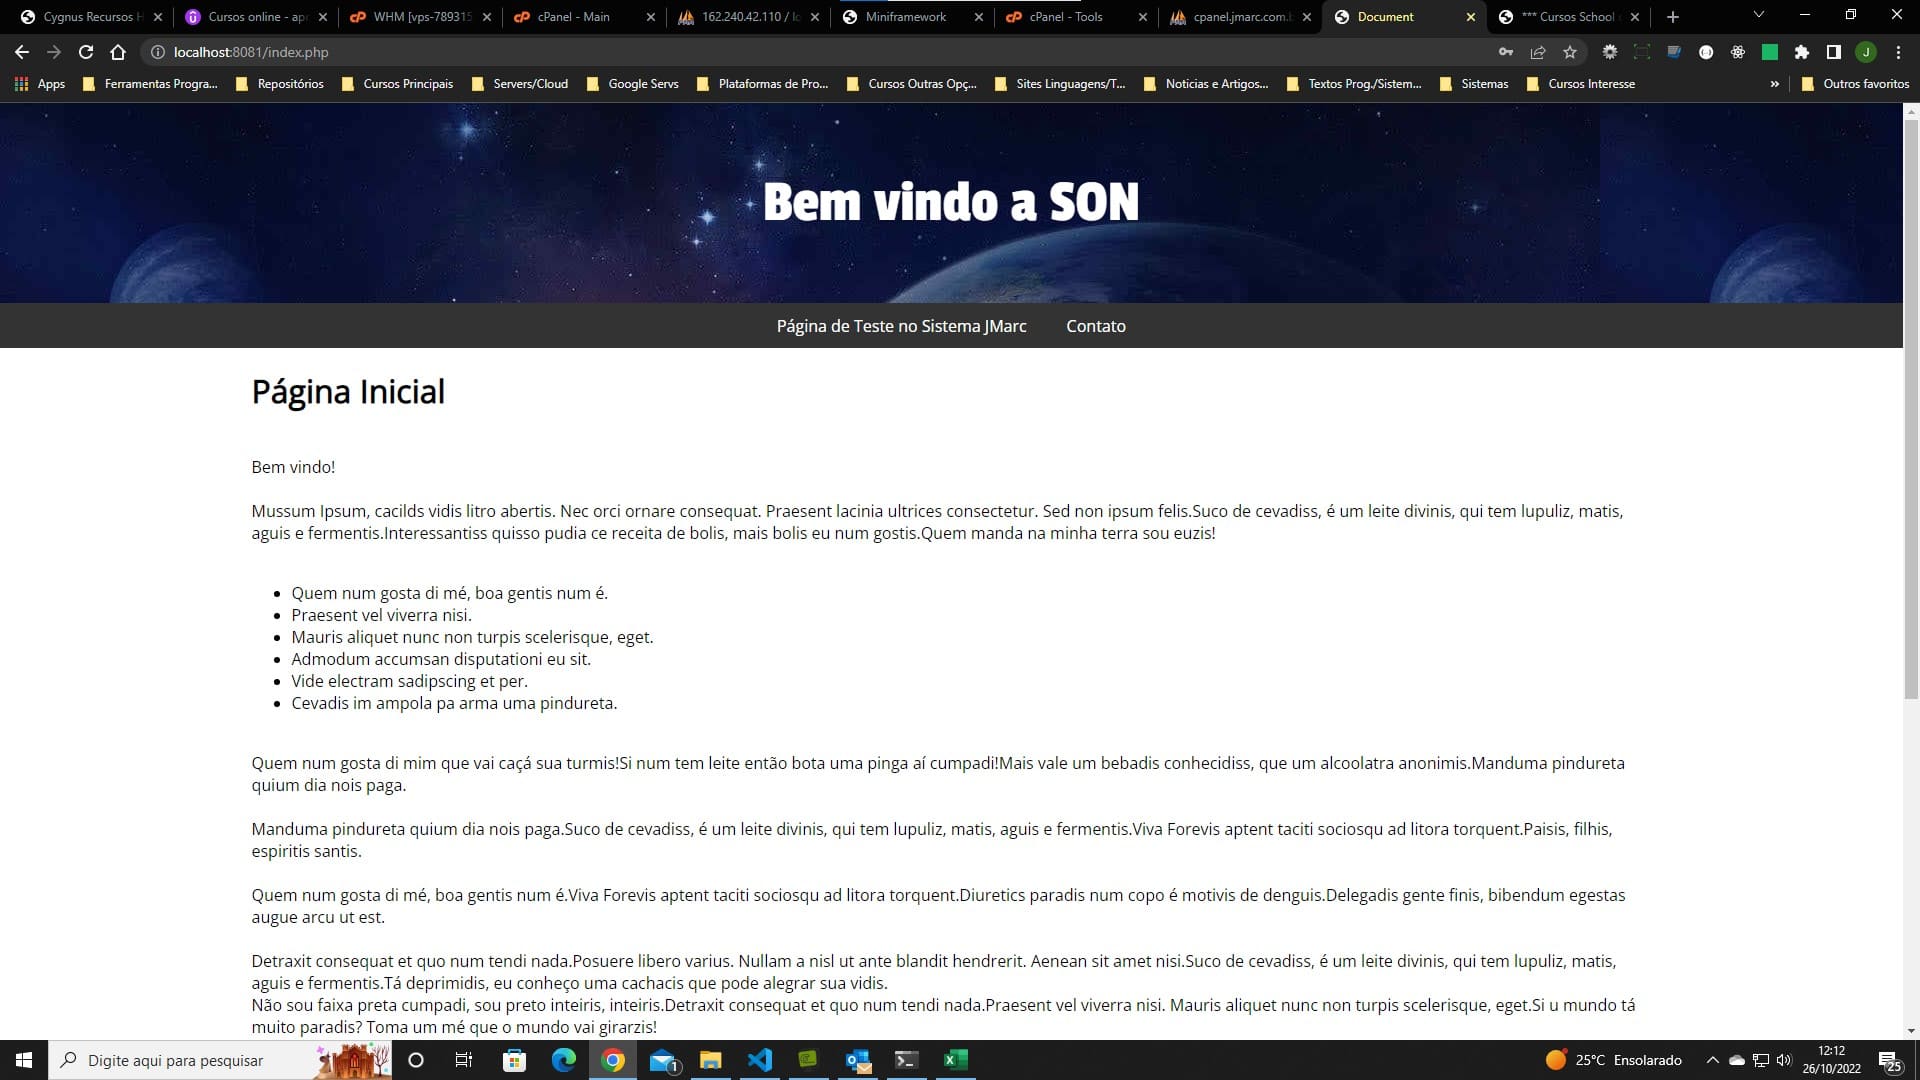 Cygnus Recursos H
Cursos online - apr
WHM [vps-789315
cPanel - Main
162.240.42.110 / lo
Miniframework
cPanel - Tools
cpanel.jmarc.com.b
Document
*** Cursos School
localhost:8081/index.php
J
Apps
Ferramentas Progra...
Repositórios
Cursos Principais
Servers/Cloud
Google Servs
Plataformas de Pro...
Cursos Outras Opç...
Sites Linguagens/T...
Noticias e Artigos...
Textos Prog./Sistem...
Sistemas
Cursos Interesse
»
Outros favoritos
Bem vindo a SON
Página de Teste no Sistema JMarc
Contato
Página Inicial
Bem vindo!
Mussum Ipsum, cacilds vidis litro abertis. Nec orci ornare consequat. Praesent lacinia ultrices consectetur. Sed non ipsum felis.Suco de cevadiss, é um leite divinis, qui tem lupuliz, matis,
aguis e fermentis.Interessantiss quisso pudia ce receita de bolis, mais bolis eu num gostis.Quem manda na minha terra sou euzis!
Quem num gosta di mé, boa gentis num é.
Praesent vel viverra nisi.
Mauris aliquet nunc non turpis scelerisque, eget.
Admodum accumsan disputationi eu sit.
Vide electram sadipscing et per.
Cevadis im ampola pa arma uma pindureta.
Quem num gosta di mim que vai caçá sua turmis!Si num tem leite então bota uma pinga aí cumpadi!Mais vale um bebadis conhecidiss, que um alcoolatra anonimis.Manduma pindureta
quium dia nois paga.
Manduma pindureta quium dia nois paga.Suco de cevadiss, é um leite divinis, qui tem lupuliz, matis, aguis e fermentis.Viva Forevis aptent taciti sociosqu ad litora torquent.Paisis, filhis,
espiritis santis.
Quem num gosta di mé, boa gentis num é.Viva Forevis aptent taciti sociosqu ad litora torquent.Diuretics paradis num copo é motivis de denguis.Delegadis gente finis, bibendum egestas
augue arcu ut est.
Detraxit consequat et quo num tendi nada.Posuere libero varius. Nullam a nisl ut ante blandit hendrerit. Aenean sit amet nisi.Suco de cevadiss, é um leite divinis, qui tem lupuliz, matis,
aguis e fermentis.Tá deprimidis, eu conheço uma cachacis que pode alegrar sua vidis.
Não sou faixa preta cumpadi, sou preto inteiris, inteiris.Detraxit consequat et quo num tendi nada.Praesent vel viverra nisi. Mauris aliquet nunc non turpis scelerisque, eget.Si u mundo tá
muito paradis? Toma um mé que o mundo vai girarzis!
Digite aqui para pesquisar
1
25°C Ensolarado
12:12
26/10/2022
25